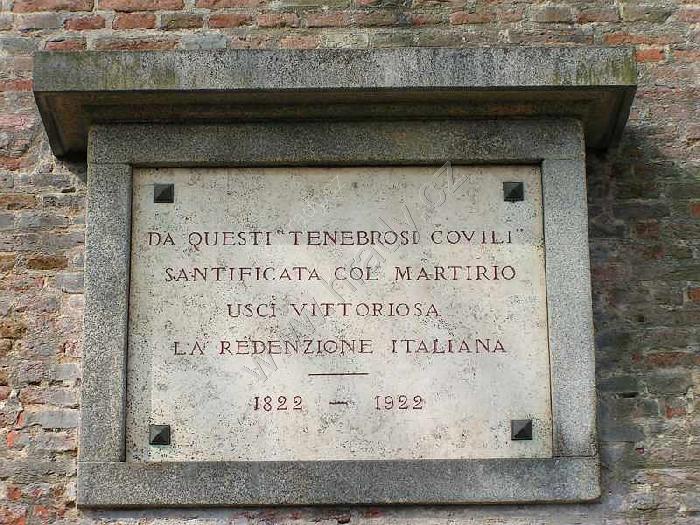 DA QUESTI "TENEBROSI COVILI"
SANTIFICATA COL MARTIRIO
USCÌ VITTORIOSA
LA REDENZIONE ITALIANA
1822 — 1922